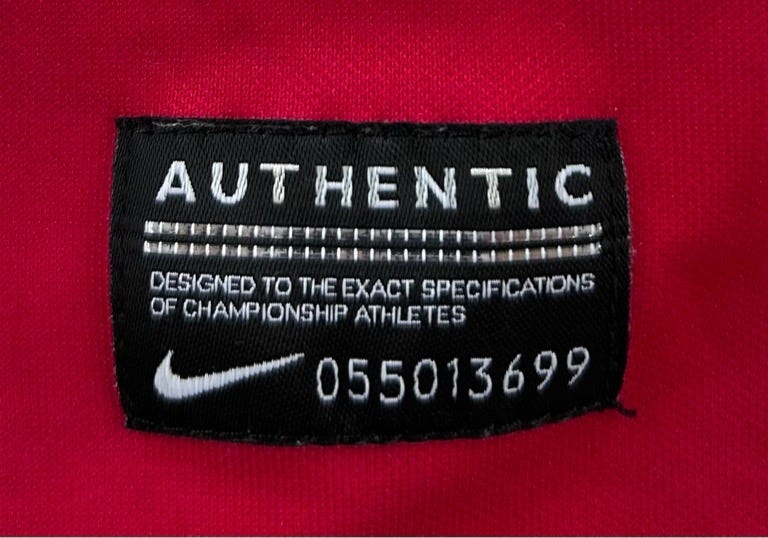 AUTHENTIC
DESIGNED TO THE EXACT SPECIFICATIONS
OF CHAMPIONSHIP ATHLETES
055013699